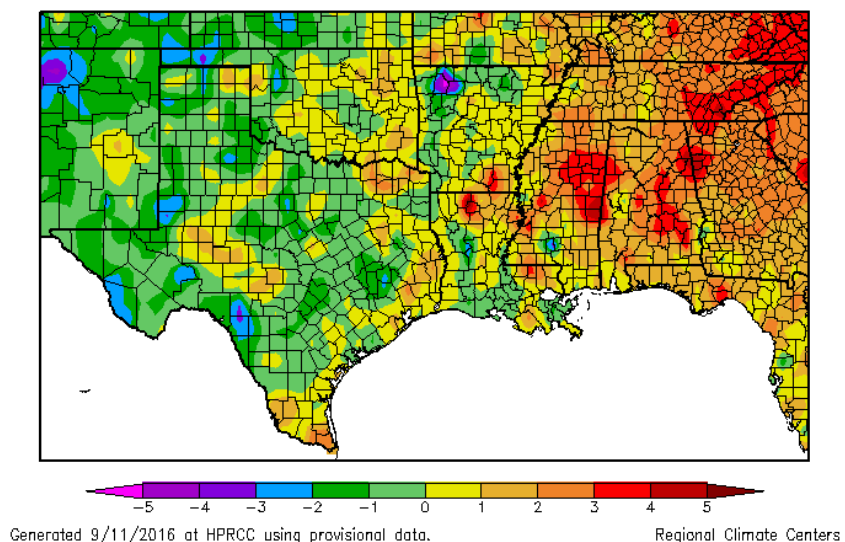 -5 -4 -3 -2 -1 0 1 2 3 4 5
Generated 9/11/2016 at HPRCC using provisional data. Regional Climate Centers